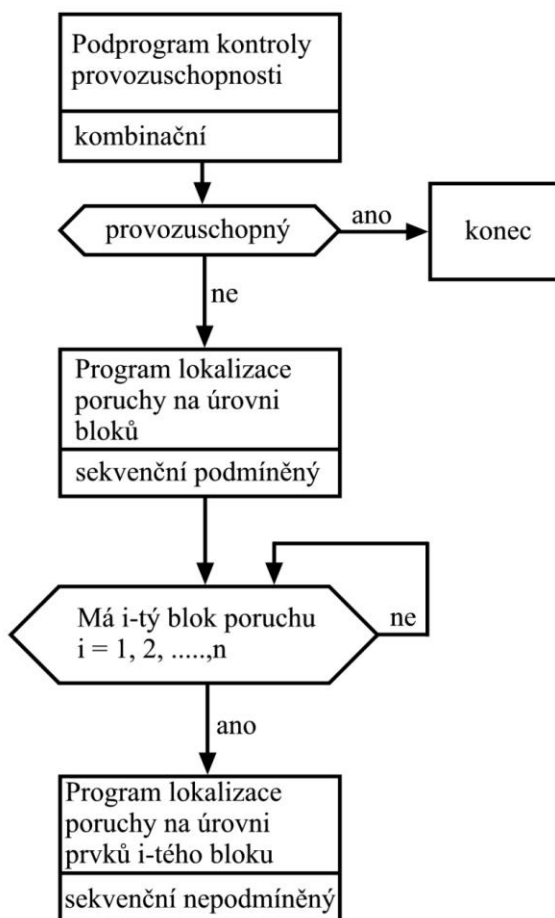 Podprogram kontroly
provozuschopnosti
kombinační
provozuschopný
ano
konec
ne
Program lokalizace
poruchy na úrovni
bloků
sekvenční podmíněný
Má i-tý blok poruchu
i = 1, 2, .....,n
ne
ano
Program lokalizace
poruchy na úrovni
prvků i-tého bloku
sekvenční nepodmíněný